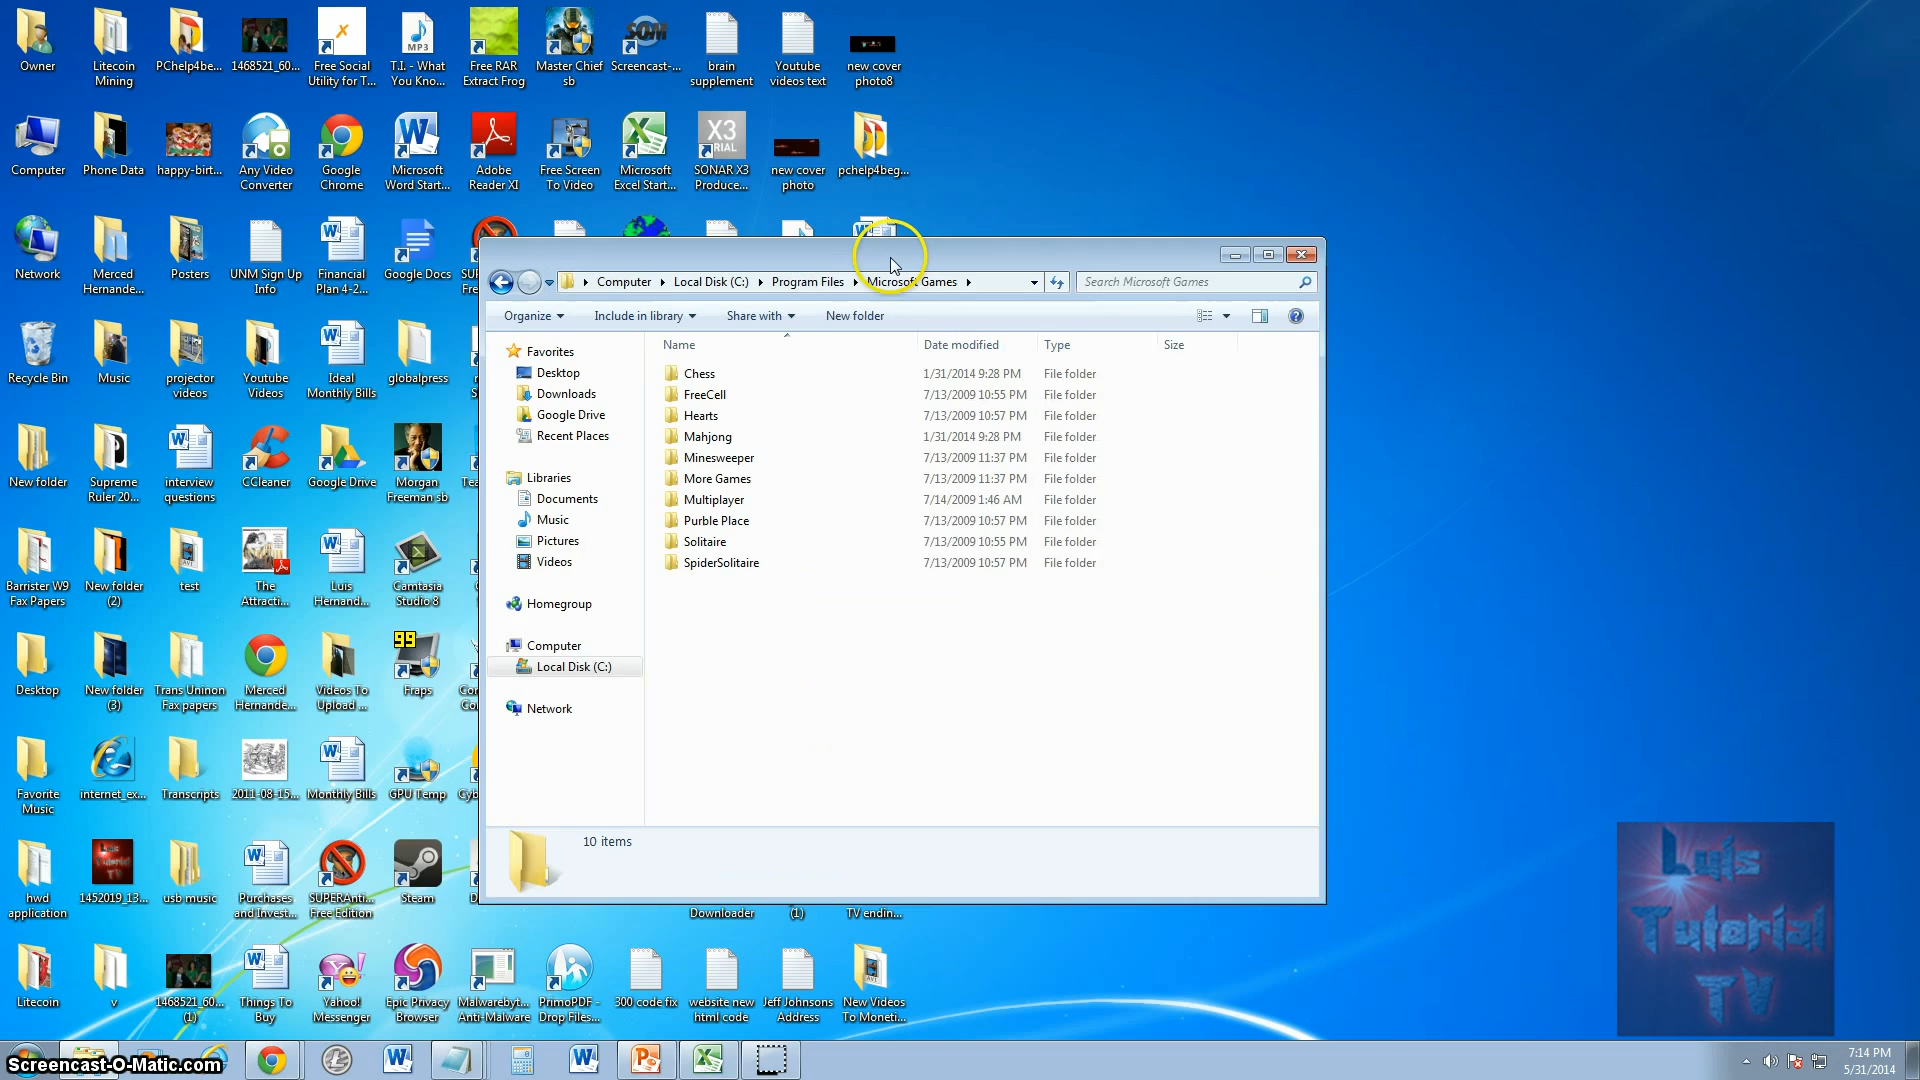 Owner
Litecoin Mining
PChelp4be...
1468521_60...
Free Social Utility for T...
T.I. - What You Kno...
Free RAR Extract Frog
Master Chief sb
Screencast-...
brain supplement
Youtube videos text
new cover photo8
Computer
Phone Data
happy-birt...
Any Video Converter
Google Chrome
Microsoft Word Start...
Adobe Reader XI
Free Screen To Video
Microsoft Excel Start...
SONAR X3 Produce...
new cover photo
pchelp4beg...
Network
Merced Hernande...
Posters
UNM Sign Up Info
Financial Plan 4-2...
Google Docs
Recycle Bin
Music
projector videos
Youtube Videos
Ideal Monthly Bills
globalpress
New folder
Supreme Ruler 20...
interview questions
CCleaner
Google Drive
Morgan Freeman sb
Barrister W9 Fax Papers
New folder (2)
test
The Attracti...
Luis Hernand...
Camtasia Studio 8
Desktop
New folder (3)
Trans Uninon Fax papers
Merced Hernande...
Videos To Upload ...
99
Fraps
Favorite Music
internet_ex...
Transcripts
2011-08-15...
Monthly Bills
GPU Temp
hwd application
1452019_13...
usb music
Purchases and Invest...
SUPERAnti... Free Edition
Steam
Downloader
(1)
TV endin...
Litecoin
v
1468521_60... (1)
Things To Buy
Yahoo! Messenger
Epic Privacy Browser
Malwarebyt... Anti-Malware
PrimoPDF - Drop Files...
300 code fix
website new html code
Jeff Johnsons Address
New Videos To Moneti...
Computer
Local Disk (C:)
Program Files
Microsoft Games
Search Microsoft Games
Organize
Include in library
Share with
New folder
Favorites
Desktop
Downloads
Google Drive
Recent Places
Libraries
Documents
Music
Pictures
Videos
Homegroup
Computer
Local Disk (C:)
Network
Name Date modified Type Size
Chess 1/31/2014 9:28 PM File folder
FreeCell 7/13/2009 10:55 PM File folder
Hearts 7/13/2009 10:57 PM File folder
Mahjong 1/31/2014 9:28 PM File folder
Minesweeper 7/13/2009 11:37 PM File folder
More Games 7/13/2009 11:37 PM File folder
Multiplayer 7/14/2009 1:46 AM File folder
Purble Place 7/13/2009 10:57 PM File folder
Solitaire 7/13/2009 10:55 PM File folder
SpiderSolitaire 7/13/2009 10:57 PM File folder
10 items
Luis
Tutorial
TV
Screencast-O-Matic.com
7:14 PM
5/31/2014